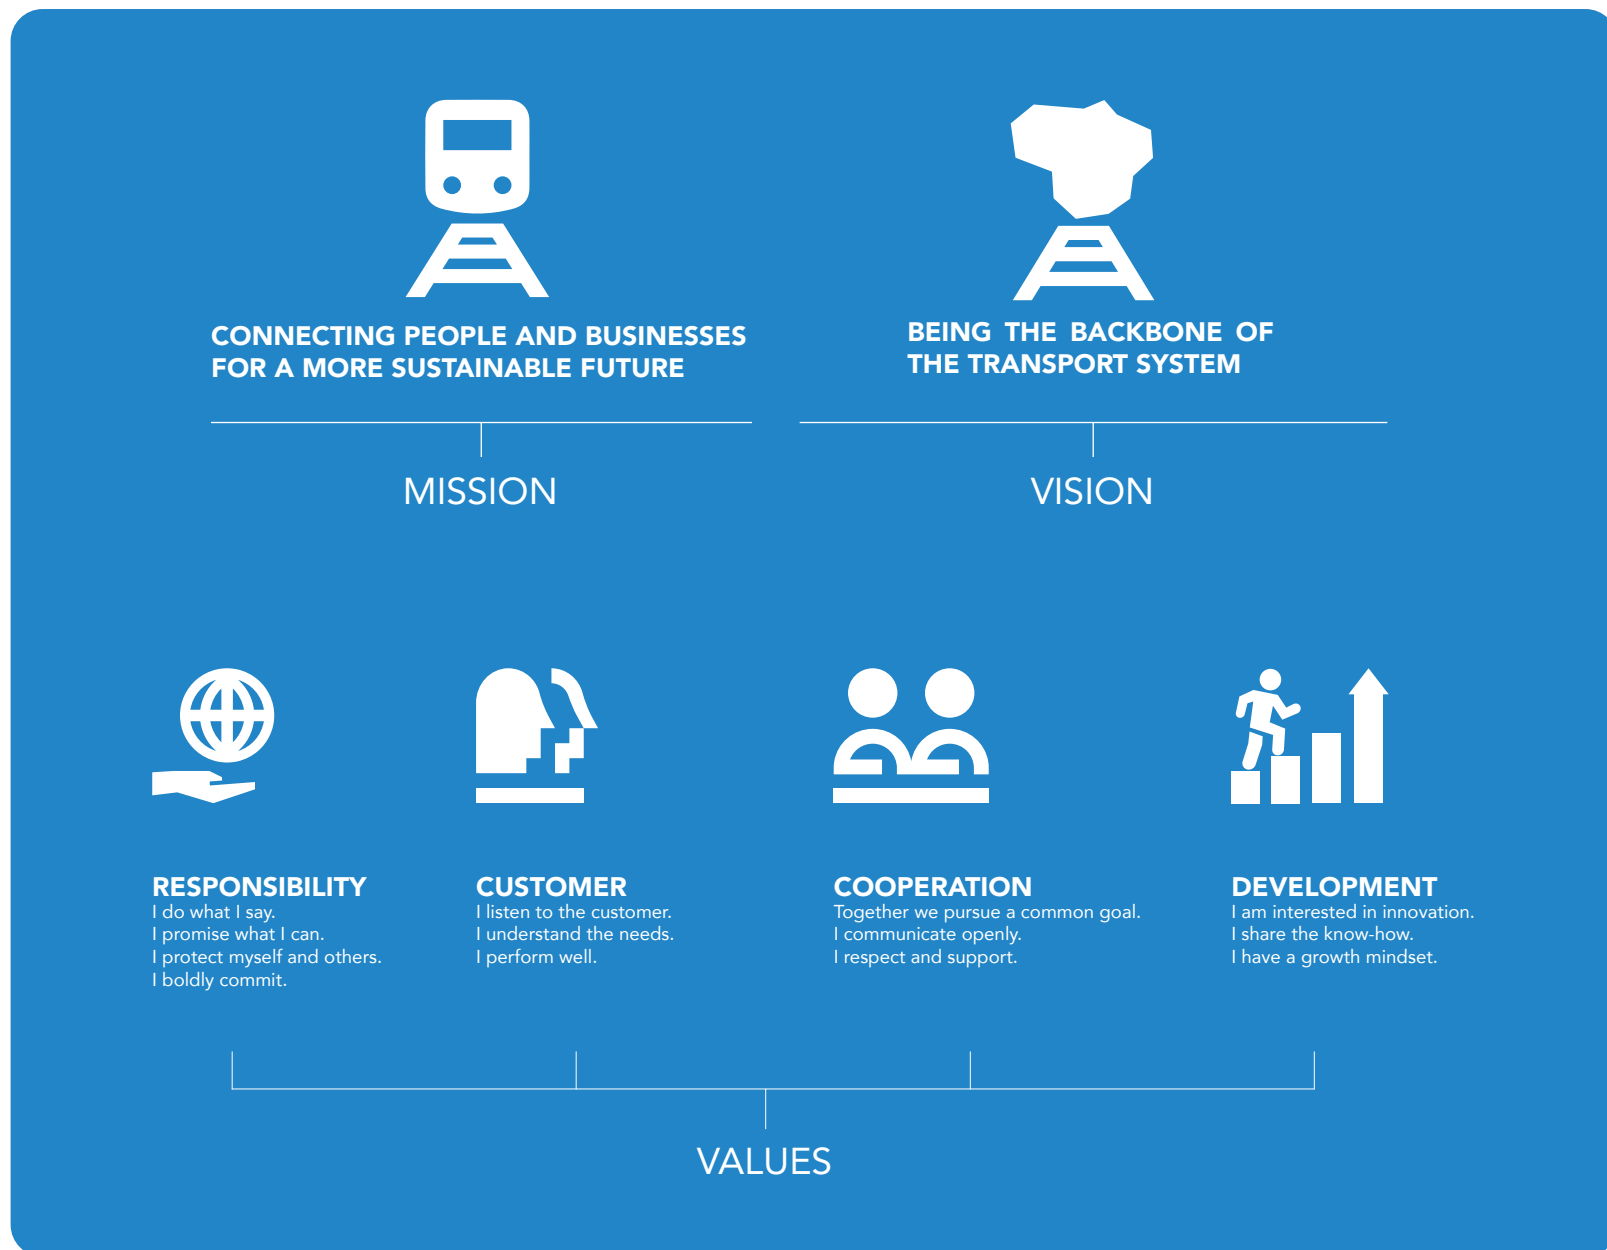 CONNECTING PEOPLE AND BUSINESSES
FOR A MORE SUSTAINABLE FUTURE
MISSION
BEING THE BACKBONE OF
THE TRANSPORT SYSTEM
VISION
RESPONSIBILITY
I do what I say.
I promise what I can.
I protect myself and others.
I boldly commit.
CUSTOMER
I listen to the customer.
I understand the needs.
I perform well.
COOPERATION
Together we pursue a common goal.
I communicate openly.
I respect and support.
DEVELOPMENT
I am interested in innovation.
I share the know-how.
I have a growth mindset.
VALUES